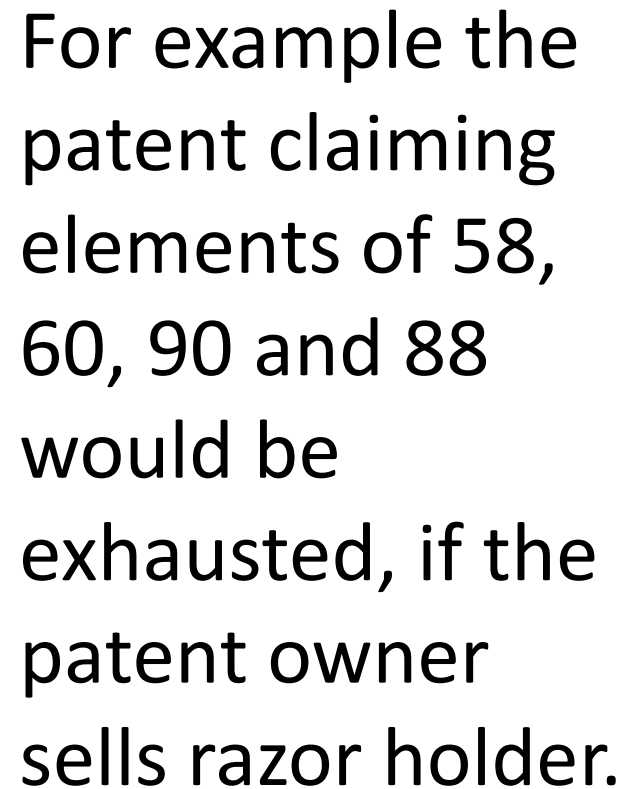 For example the
patent claiming
elements of 58,
60, 90 and 88
would be
exhausted, if the
patent owner
sells razor holder.